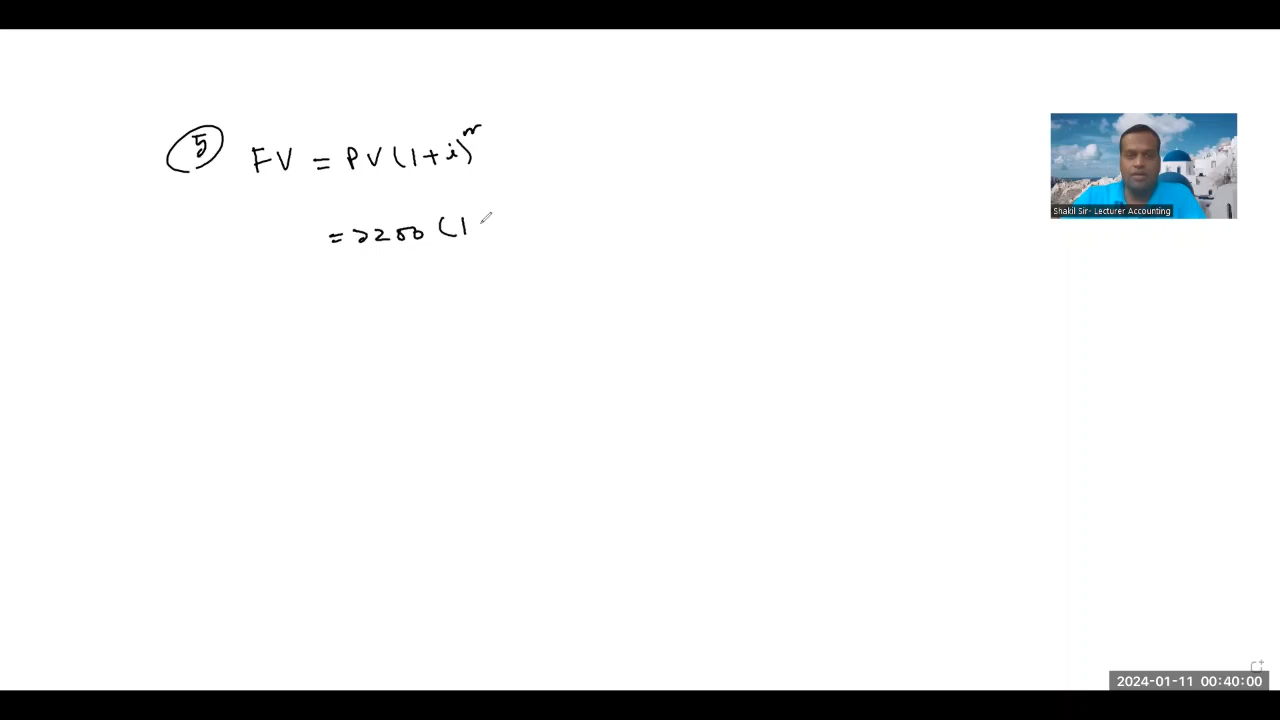 5 FV = PV (1 + i)^n
= 2200 (1
Shakil Sir- Lecturer Accounting
2024-01-11 00:40:00